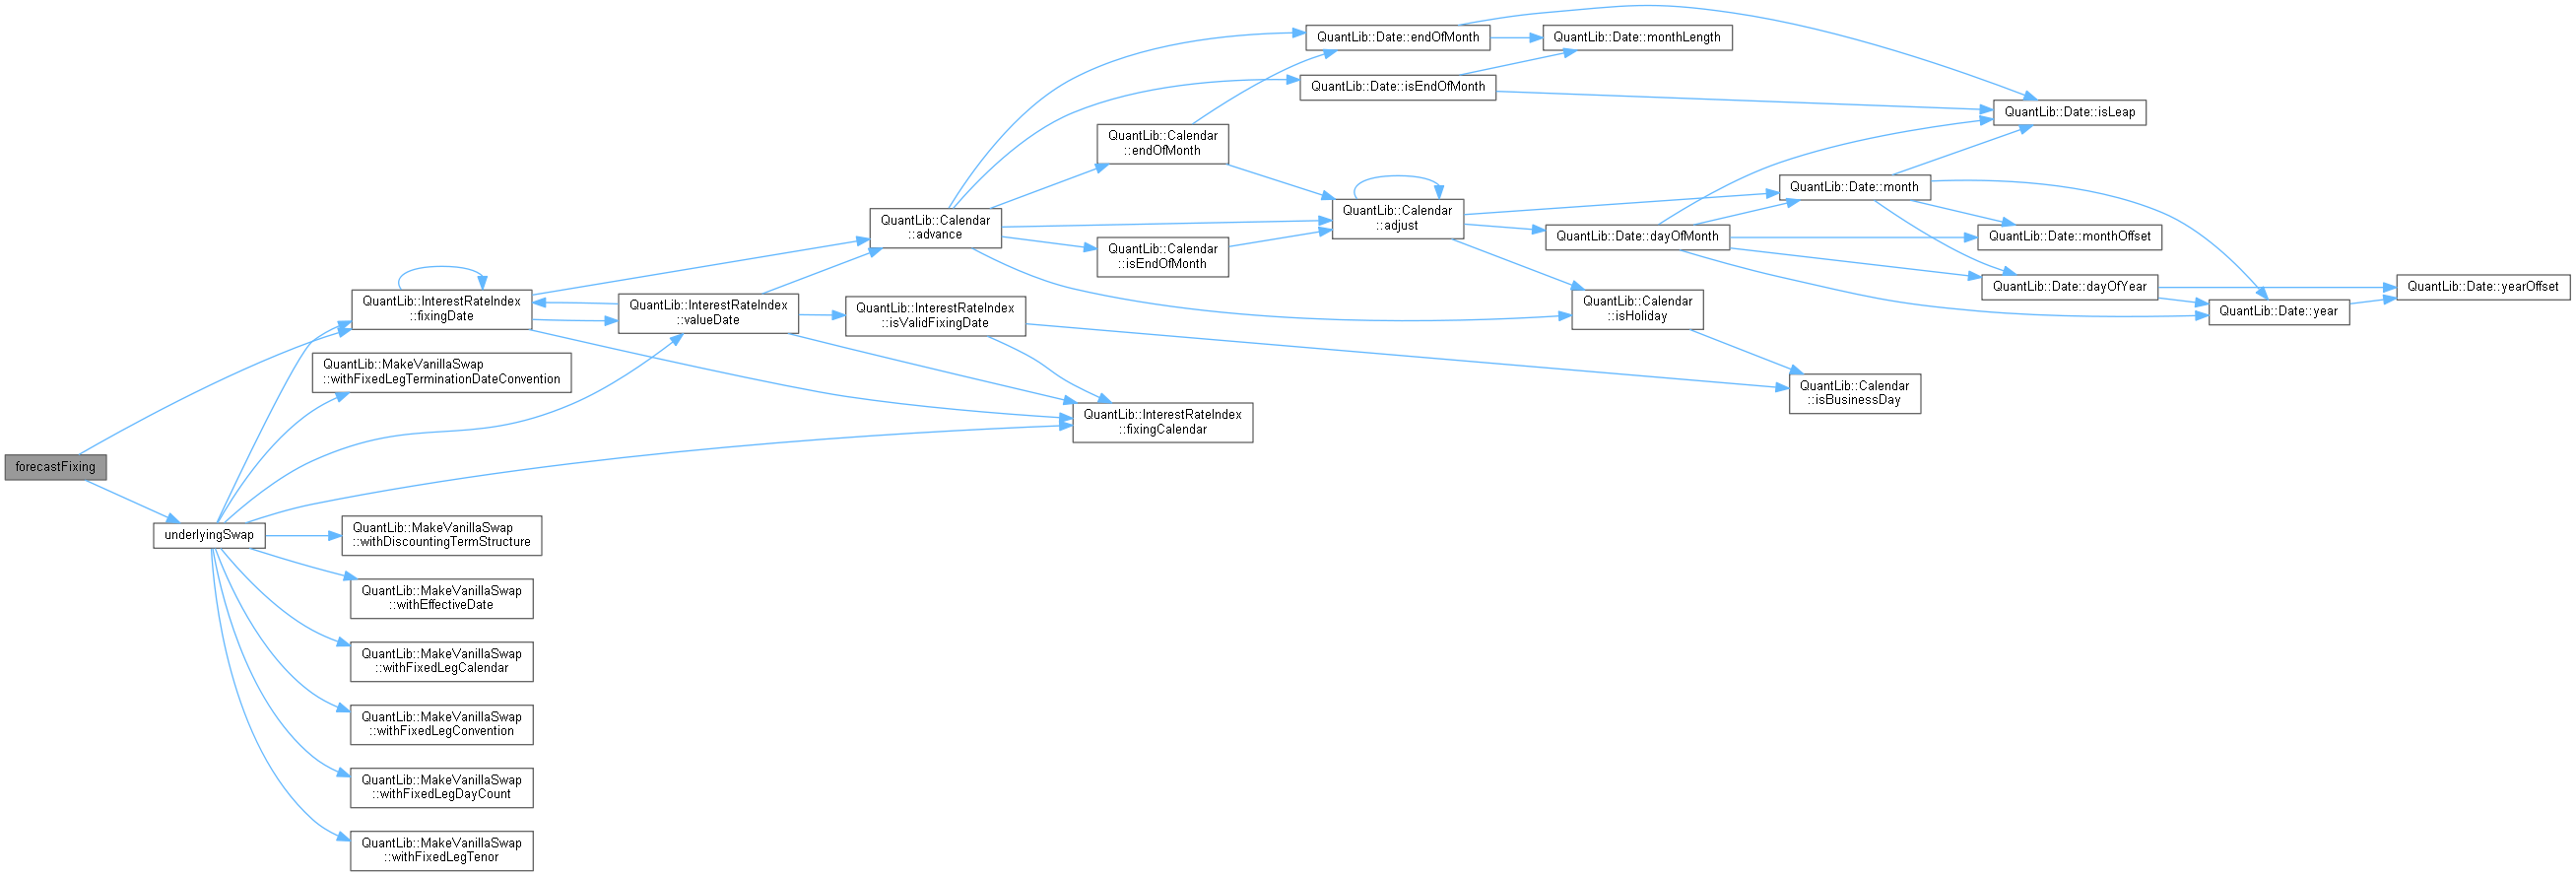 QuantLib::Date::endOfMonth
QuantLib::Date::monthLength
QuantLib::Date::isEndOfMonth
QuantLib::Date::isLeap
QuantLib::Calendar
::endOfMonth
QuantLib::Date::month
QuantLib::Calendar
::adjust
QuantLib::Calendar
::advance
QuantLib::Date::dayOfMonth
QuantLib::Date::monthOffset
QuantLib::Calendar
::isEndOfMonth
QuantLib::Date::dayOfYear
QuantLib::Date::yearOffset
QuantLib::InterestRateIndex
::fixingDate
QuantLib::InterestRateIndex
::valueDate
QuantLib::InterestRateIndex
::isValidFixingDate
QuantLib::Calendar
::isHoliday
QuantLib::Date::year
QuantLib::MakeVanillaSwap
::withFixedLegTerminationDateConvention
QuantLib::Calendar
::isBusinessDay
QuantLib::InterestRateIndex
::fixingCalendar
forecastFixing
underlyingSwap
QuantLib::MakeVanillaSwap
::withDiscountingTermStructure
QuantLib::MakeVanillaSwap
::withEffectiveDate
QuantLib::MakeVanillaSwap
::withFixedLegCalendar
QuantLib::MakeVanillaSwap
::withFixedLegConvention
QuantLib::MakeVanillaSwap
::withFixedLegDayCount
QuantLib::MakeVanillaSwap
::withFixedLegTenor